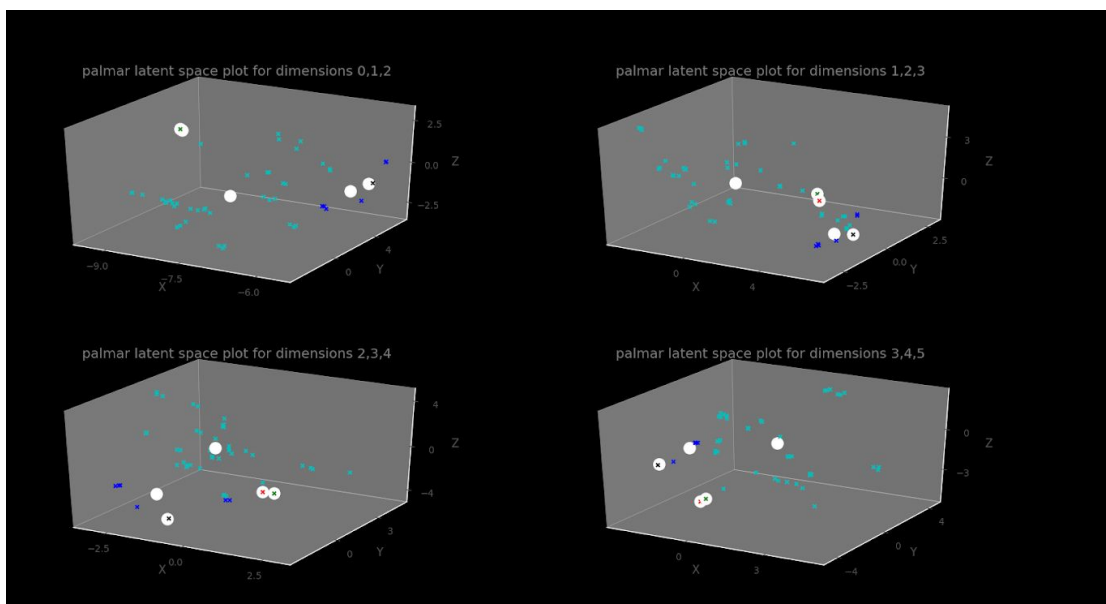 palmar latent space plot for dimensions 0,1,2
2.5
0.0
−2.5
Z
4
0
Y
−9.0
−7.5
−6.0
X
palmar latent space plot for dimensions 1,2,3
3
0
Z
2.5
0.0
−2.5
Y
0
4
X
palmar latent space plot for dimensions 2,3,4
4
0
−4
Z
3
0
Y
−2.5
0.0
2.5
X
palmar latent space plot for dimensions 3,4,5
0
−3
Z
4
0
−4
Y
0
3
X